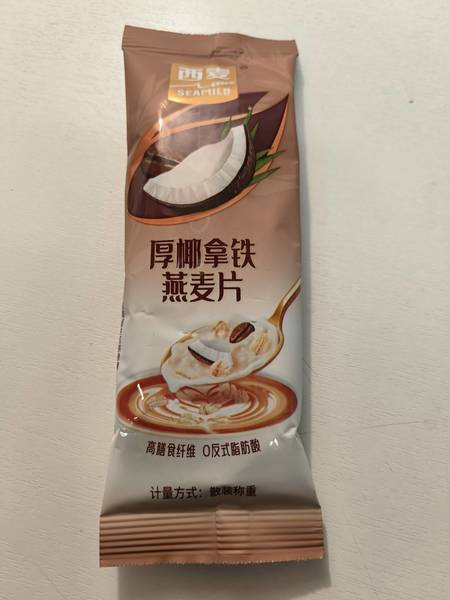 西麦
SEAMILD
厚椰拿铁
燕麦片
高膳食纤维 0反式脂肪酸
计量方式：散装称重